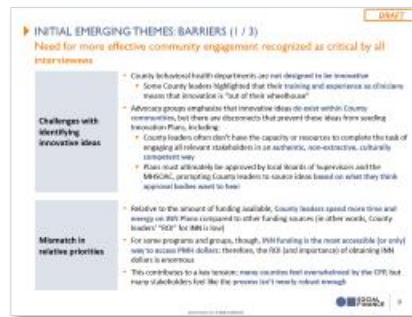 DRAFT
INITIAL EMERGING THEMES: BARRIERS (1 / 3)
Need for more effective community engagement recognized as critical by all
interviewees
Challenges with
identifying
innovative ideas
County behavioral health departments are not designed to be innovative
Some County leaders highlighted that their training and experience as clinicians
means that innovation is "out of their wheelhouse"
Advocacy groups emphasize that innovative ideas do exist within County
communities, but there are disconnects that prevent these ideas from seeding
Innovation Plans, including:
County leaders often don't have the capacity or resources to complete the task of
engaging all relevant stakeholders in an authentic, non-extractive, culturally
competent way
Plans must ultimately be approved by local Boards of Supervisors and the
MHSOAC, prompting County leaders to source ideas based on what they think
approval bodies want to hear
Mismatch in
relative priorities
Relative to the amount of funding available, County leaders spend more time and
energy on INN Plans compared to other funding sources (in other words, County
leaders' "ROI" for INN is low)
For some programs and groups, though, INN funding is the most accessible (or only)
way to access MHSA dollars; therefore, the ROI (and importance) of obtaining INN
dollars is enormous
This contributes to a key tension: many counties feel overwhelmed by the CPP, but
many stakeholders feel like the process isn't nearly robust enough
SOCIAL
FINANCE